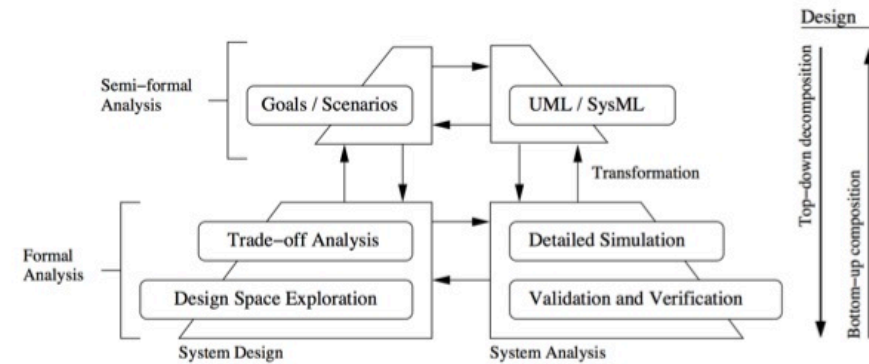 Design
Semi-formal
Analysis
Goals / Scenarios
UML / SysML
Transformation
Top-down decomposition
Bottom-up composition
Formal
Analysis
Trade-off Analysis
Detailed Simulation
Design Space Exploration
Validation and Verification
System Design
System Analysis